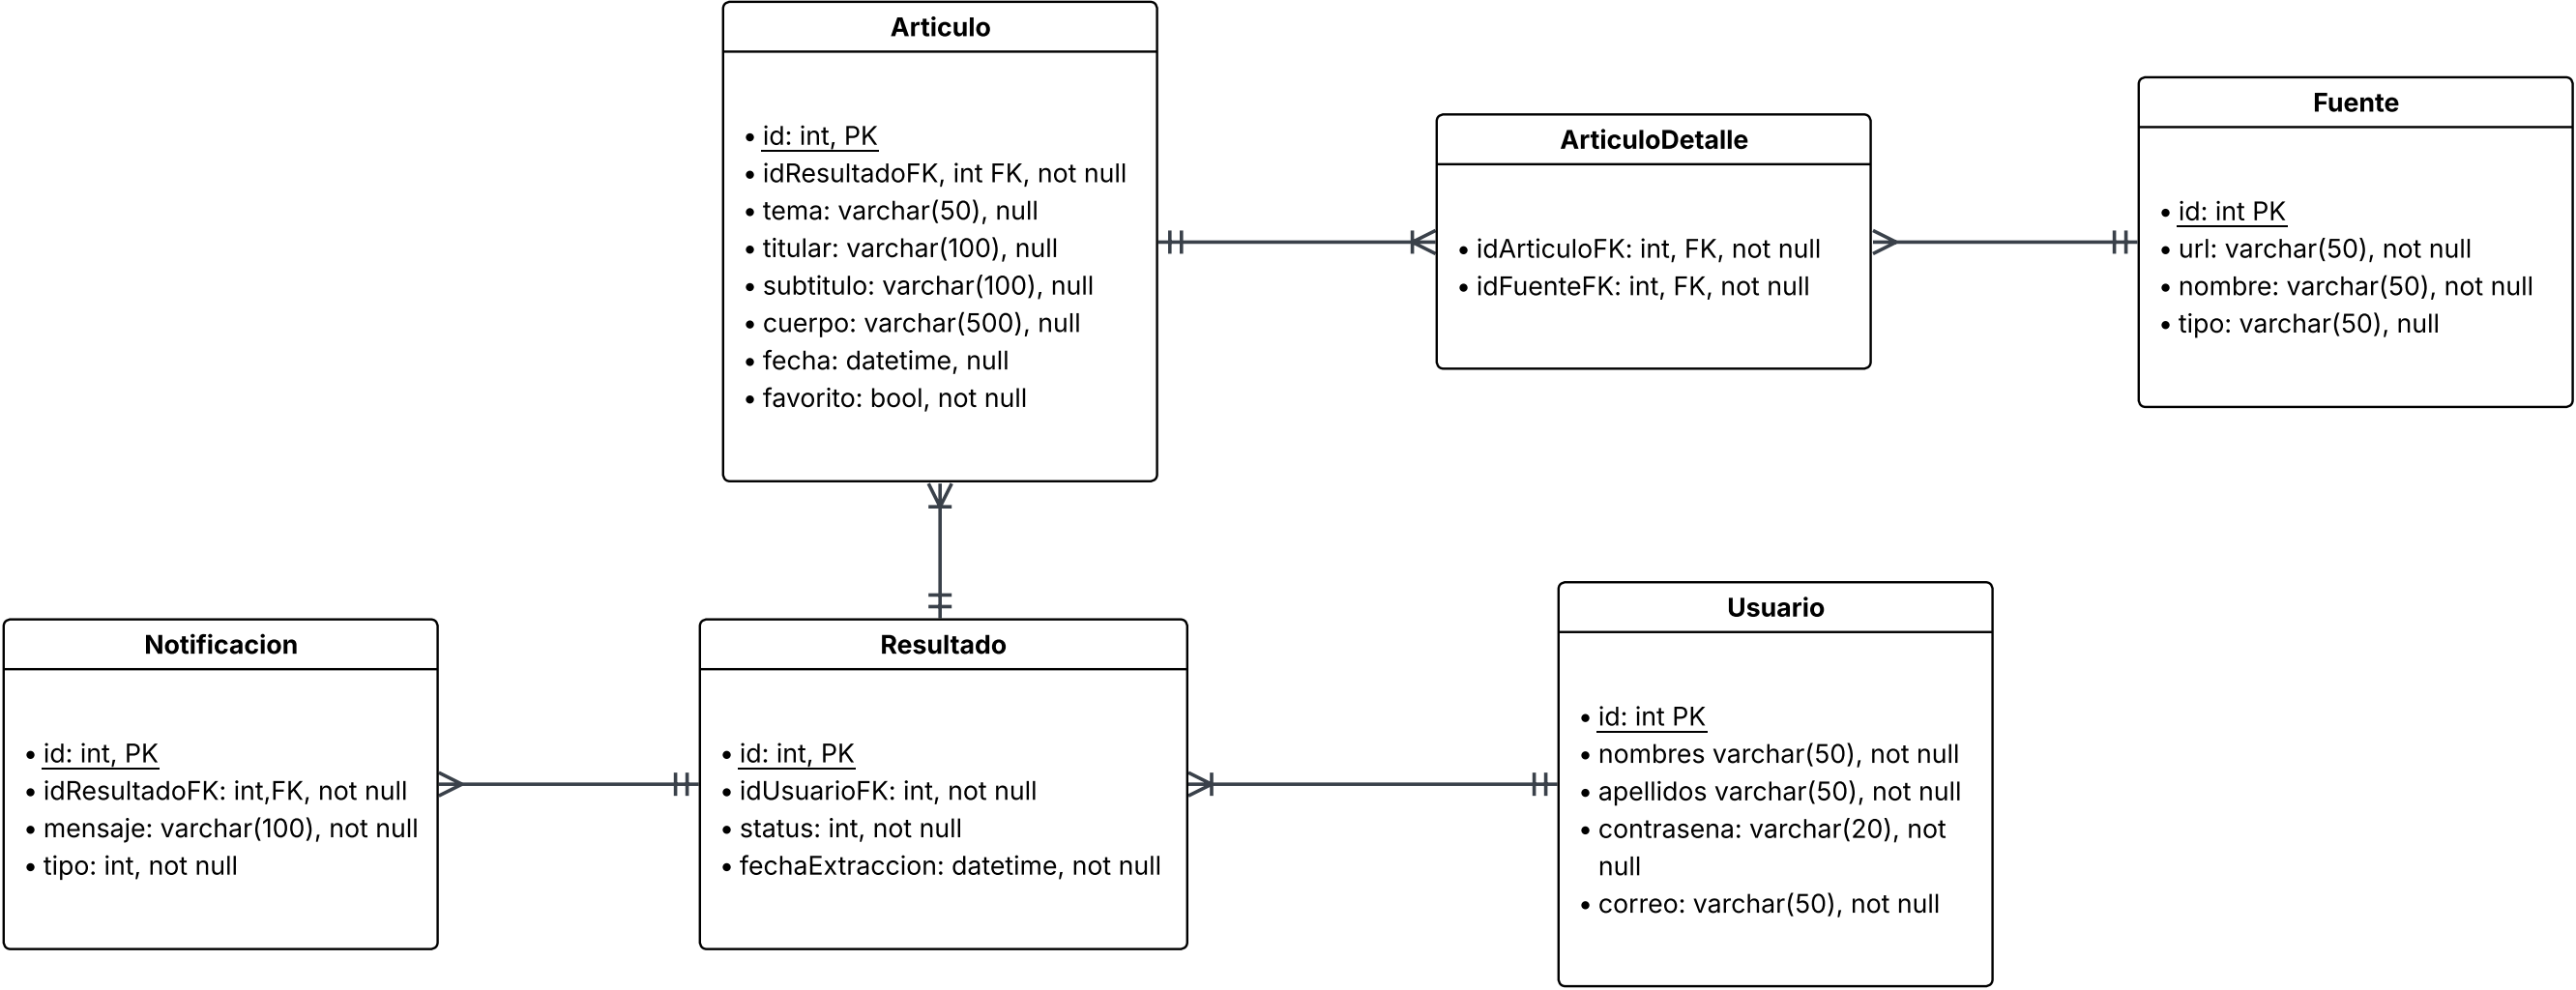 Articulo
• id: int, PK
• idResultadoFK, int FK, not null
• tema: varchar(50), null
• titular: varchar(100), null
• subtitulo: varchar(100), null
• cuerpo: varchar(500), null
• fecha: datetime, null
• favorito: bool, not null
ArticuloDetalle
• idArticuloFK: int, FK, not null
• idFuenteFK: int, FK, not null
Fuente
• id: int PK
• url: varchar(50), not null
• nombre: varchar(50), not null
• tipo: varchar(50), null
Notificacion
• id: int, PK
• idResultadoFK: int,FK, not null
• mensaje: varchar(100), not null
• tipo: int, not null
Resultado
• id: int, PK
• idUsuarioFK: int, not null
• status: int, not null
• fechaExtraccion: datetime, not null
Usuario
• id: int PK
• nombres varchar(50), not null
• apellidos varchar(50), not null
• contrasena: varchar(20), not
null
• correo: varchar(50), not null